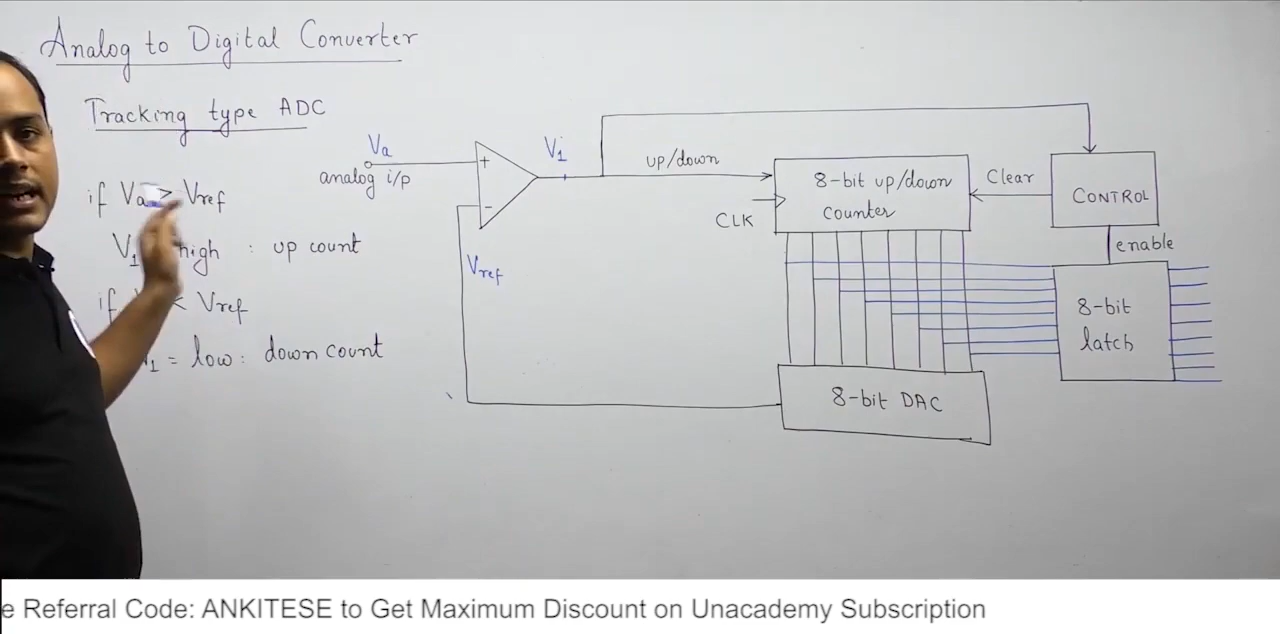 Analog to Digital Converter
Tracking type ADC
if Va > Vref
V1 high : up count
if < Vref
V1 = low : down count
Va
analog i/p
+
-
V1
Vref
up/down
CLK
8-bit up/down
counter
Clear
CONTROL
enable
8-bit
latch
8-bit DAC
e Referral Code: ANKITESE to Get Maximum Discount on Unacademy Subscription